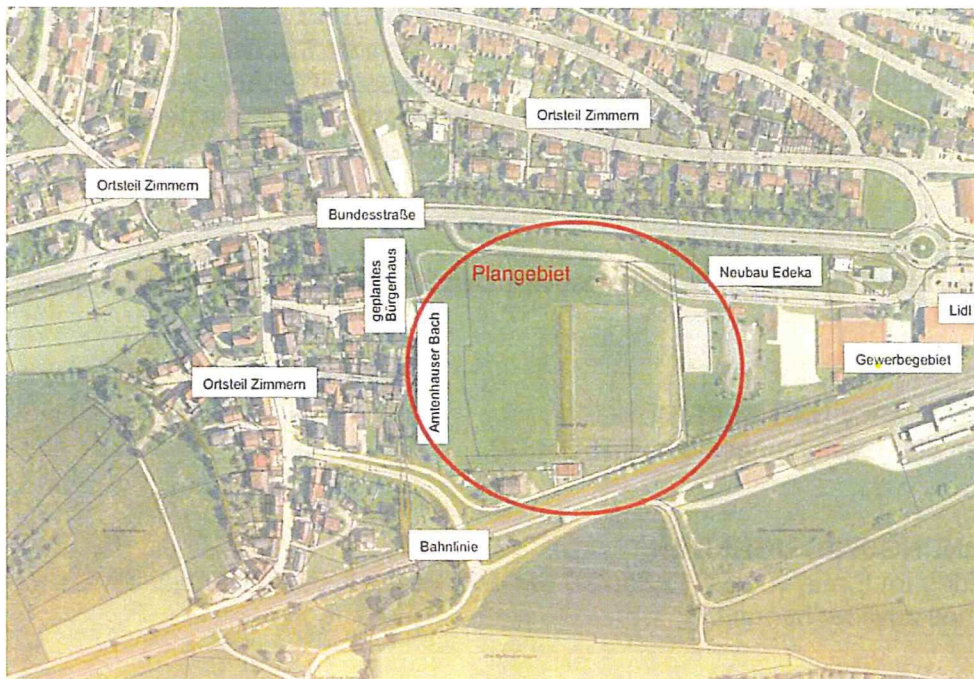 Ortsteil Zimmern
Ortsteil Zimmern
Bundesstraße
geplantes
Bürgerhaus
Plangebiet
Neubau Edeka
Lidl
Amtenhauser Bach
Gewerbegebiet
Ortsteil Zimmern
Bahnlinie